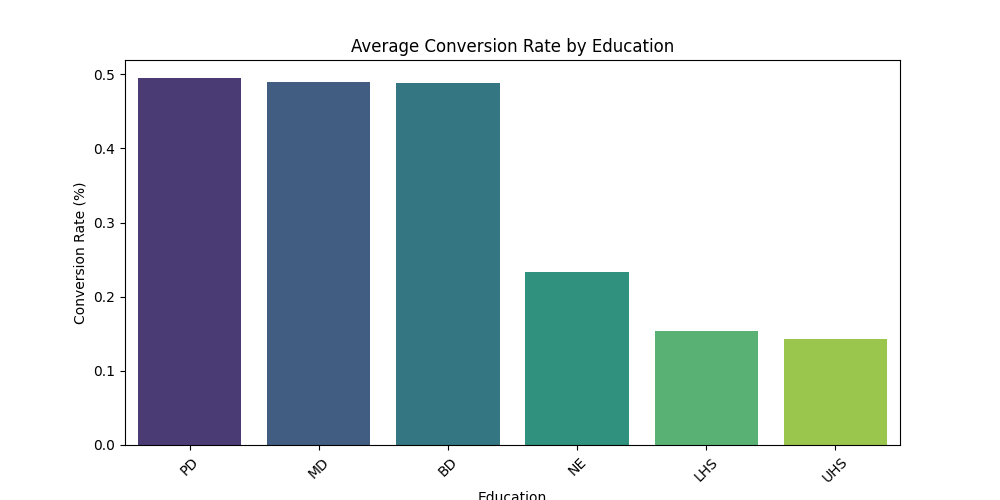 Average Conversion Rate by Education
Conversion Rate (%)
0.5
0.4
0.3
0.2
0.1
0.0
PD
MD
BD
NE
LHS
UHS
Education